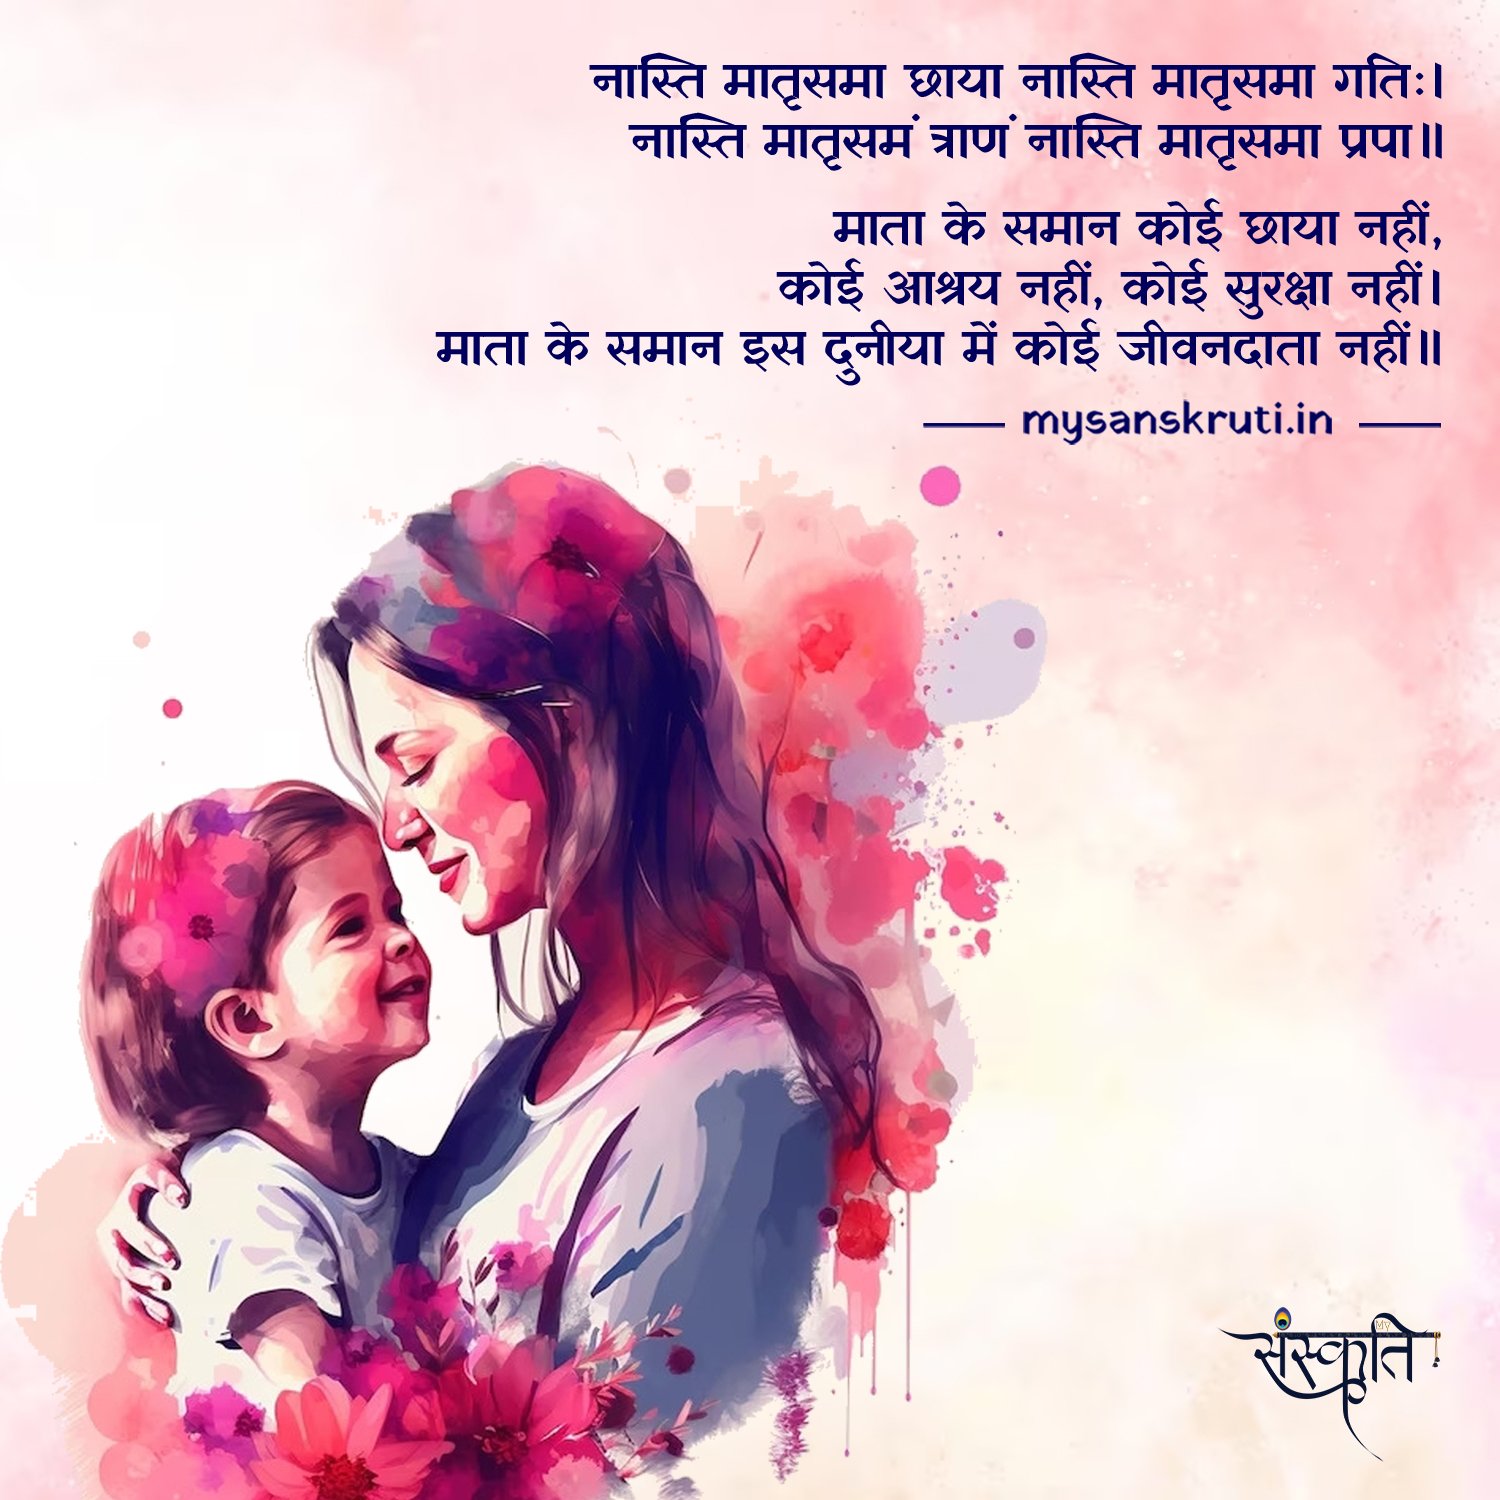 नास्ति मातृसमा छाया नास्ति मातृसमा गतिः।
नास्ति मातृसमं त्राणं नास्ति मातृसमा प्रपा॥
माता के समान कोई छाया नहीं,
कोई आश्रय नहीं, कोई सुरक्षा नहीं।
माता के समान इस दुनीया में कोई जीवनदाता नहीं॥
mysanskruti.in
My
संस्कृति